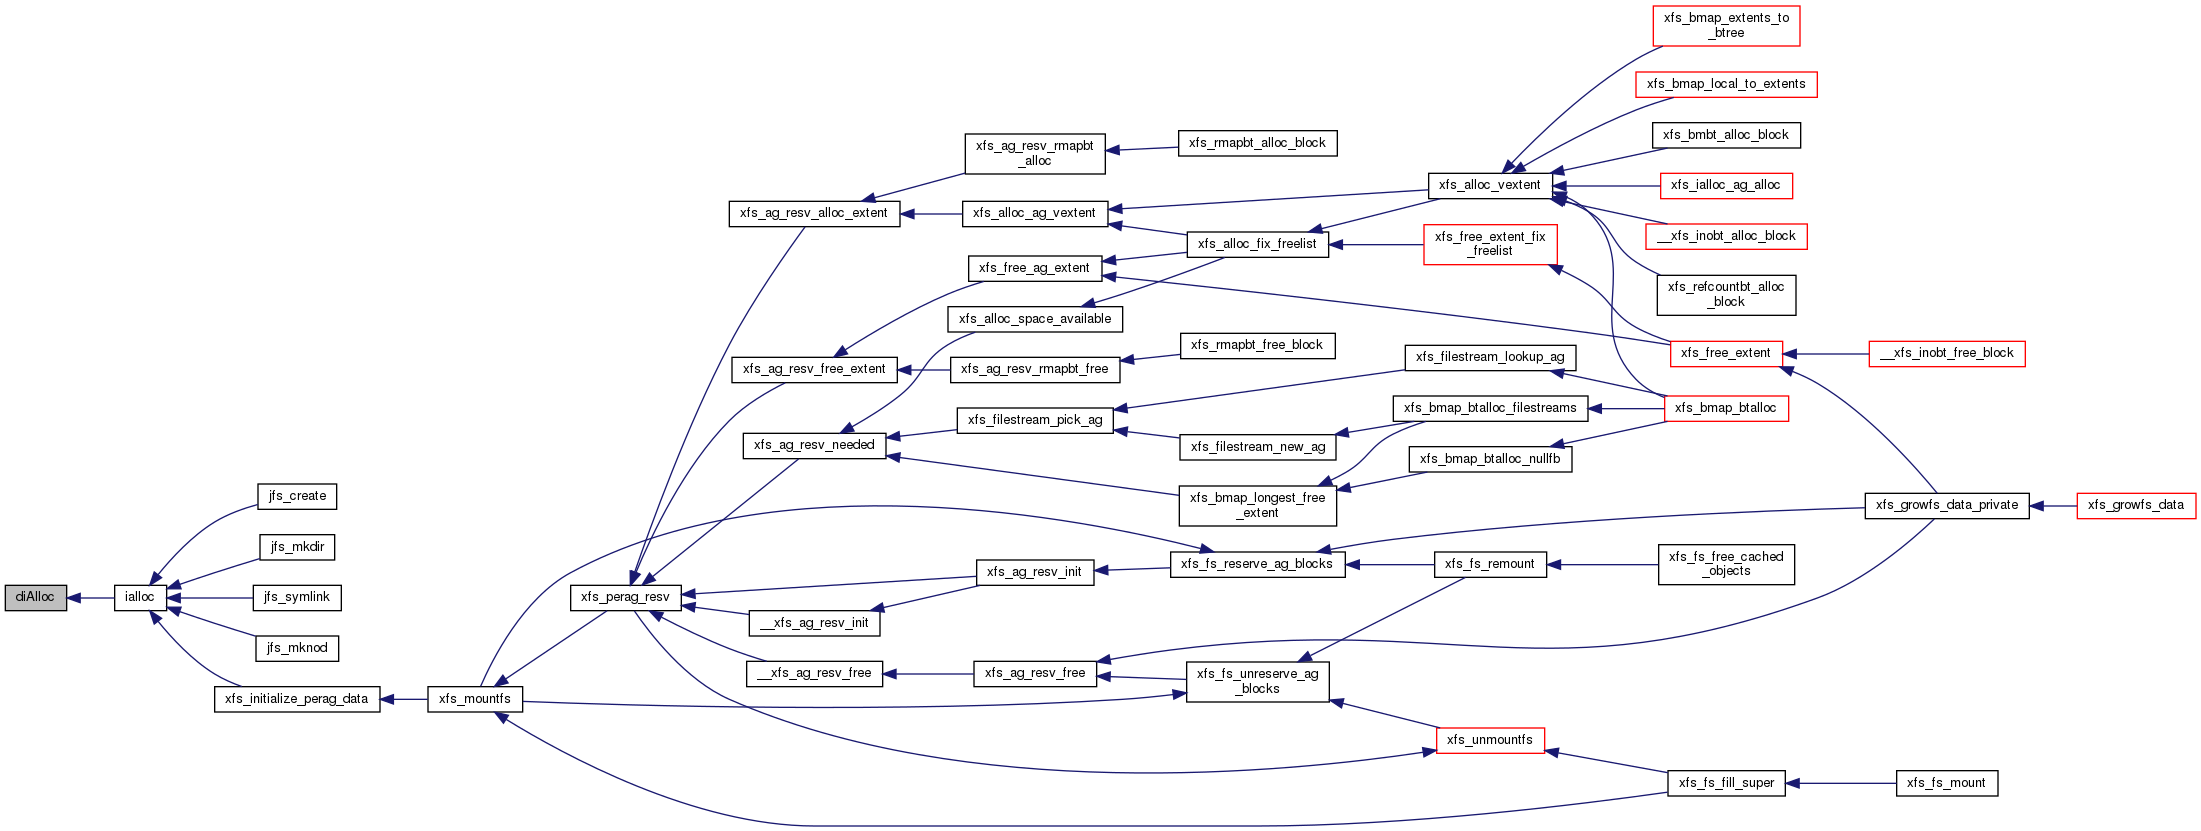 xfs_bmap_extents_to
_btree
xfs_bmap_local_to_extents
xfs_bmbt_alloc_block
xfs_ag_resv_rmapbt
_alloc
xfs_rmapbt_alloc_block
xfs_alloc_vextent
xfs_ialloc_ag_alloc
xfs_ag_resv_alloc_extent
xfs_alloc_ag_vextent
__xfs_inobt_alloc_block
xfs_alloc_fix_freelist
xfs_free_extent_fix
_freelist
xfs_free_ag_extent
xfs_refcountbt_alloc
_block
xfs_alloc_space_available
xfs_rmapbt_free_block
xfs_filestream_lookup_ag
xfs_free_extent
__xfs_inobt_free_block
xfs_ag_resv_free_extent
xfs_ag_resv_rmapbt_free
xfs_filestream_pick_ag
xfs_bmap_btalloc_filestreams
xfs_bmap_btalloc
xfs_ag_resv_needed
xfs_filestream_new_ag
xfs_bmap_btalloc_nullfb
jfs_create
xfs_bmap_longest_free
_extent
xfs_growfs_data_private
xfs_growfs_data
jfs_mkdir
xfs_fs_reserve_ag_blocks
xfs_fs_remount
xfs_fs_free_cached
_objects
xfs_ag_resv_init
diAlloc
ialloc
jfs_symlink
xfs_perag_resv
__xfs_ag_resv_init
jfs_mknod
__xfs_ag_resv_free
xfs_ag_resv_free
xfs_fs_unreserve_ag
_blocks
xfs_initialize_perag_data
xfs_mountfs
xfs_unmountfs
xfs_fs_fill_super
xfs_fs_mount